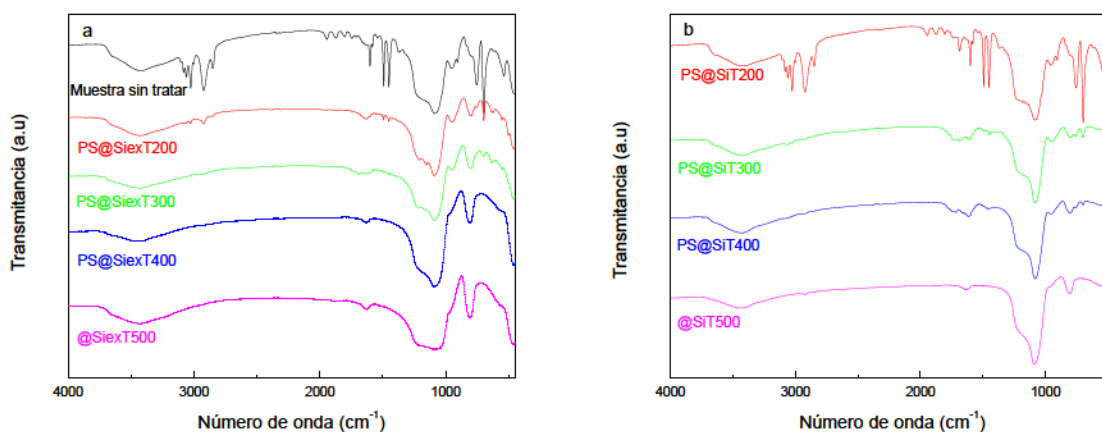 a
Transmitancia (a.u)
Muestra sin tratar
PS@SiexT200
PS@SiexT300
PS@SiexT400
@SiexT500
4000 3000 2000 1000
Número de onda (cm-1)
b
Transmitancia (a.u)
PS@SiT200
PS@SiT300
PS@SiT400
@SiT500
4000 3000 2000 1000
Número de onda (cm-1)